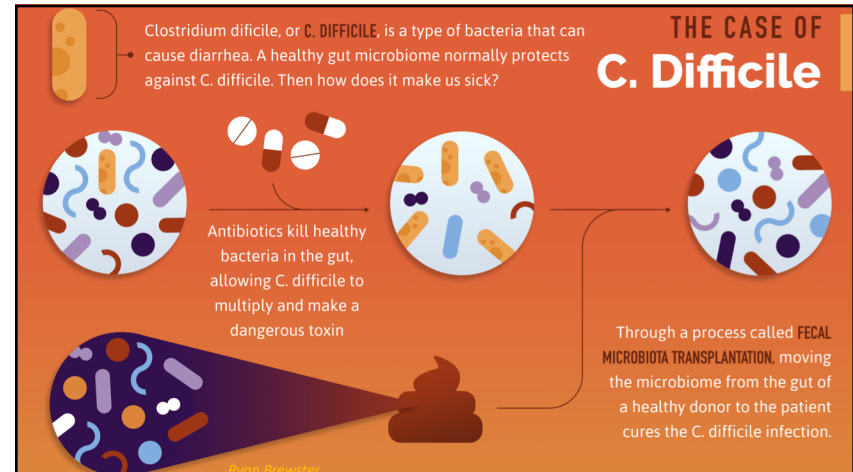 Clostridium dificile, or C. DIFFICILE, is a type of bacteria that can
cause diarrhea. A healthy gut microbiome normally protects
against C. difficile. Then how does it make us sick?
THE CASE OF
C. Difficile
Antibiotics kill healthy
bacteria in the gut,
allowing C. difficile to
multiply and make a
dangerous toxin
Through a process called FECAL
MICROBIOTA TRANSPLANTATION, moving
the microbiome from the gut of
a healthy donor to the patient
cures the C. difficile infection.
Ryan Brewster